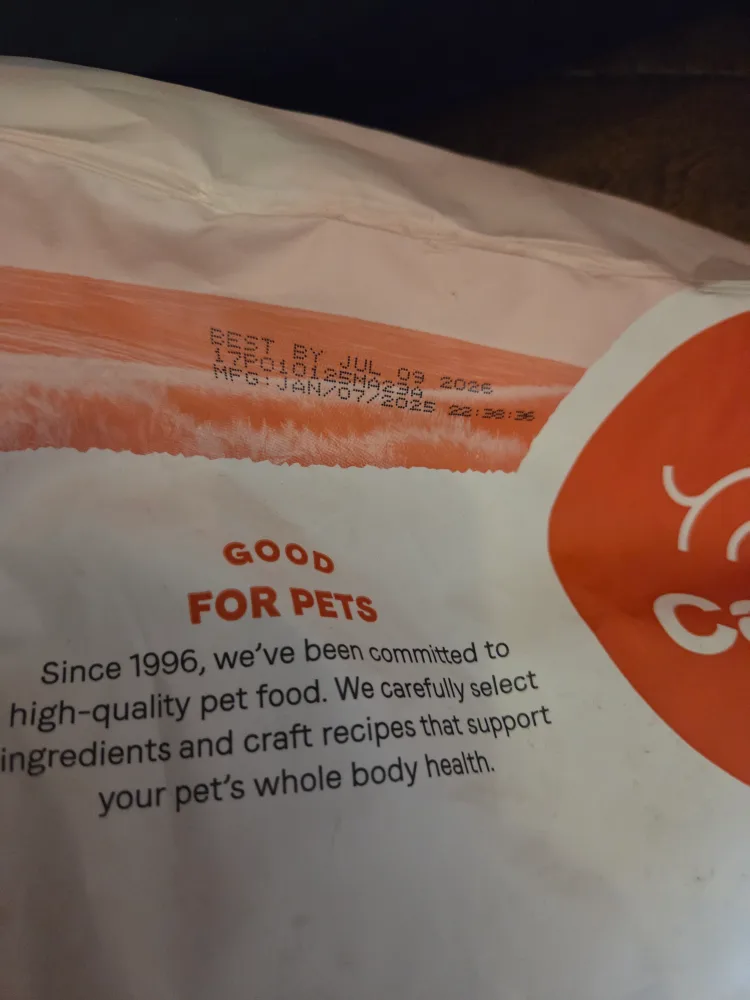 BEST BY JUL 09 2026
17P010125MA29A
MFG:JAN/07/2025 22:38:36
GOOD
FOR PETS
Since 1996, we've been committed to
high-quality pet food. We carefully select
ingredients and craft recipes that support
your pet's whole body health.
ca